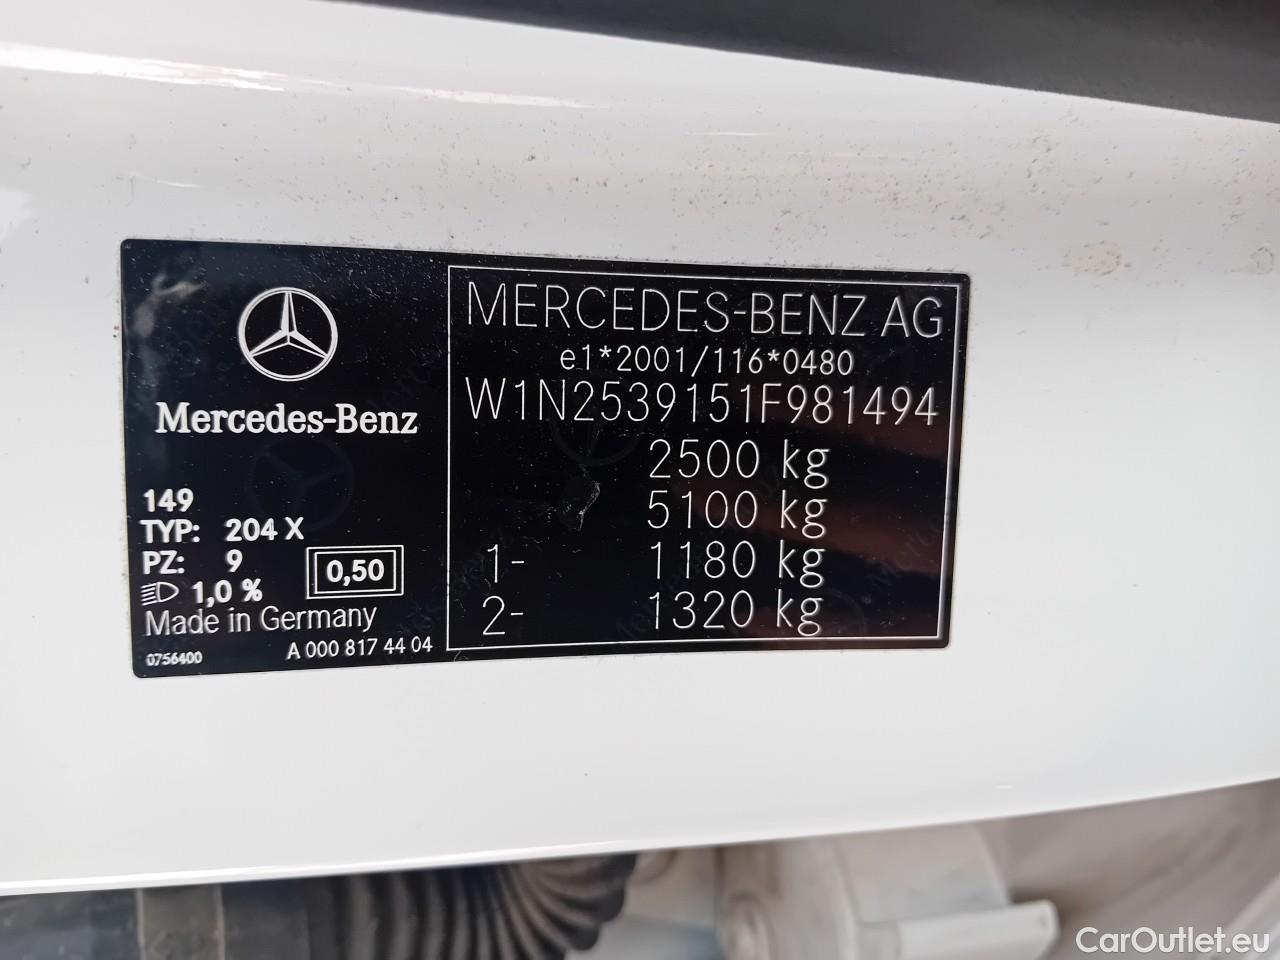 Mercedes-Benz
149
TYP: 204 X
PZ: 9
1,0 %
0,50
Made in Germany
0756400
A 000 817 44 04
MERCEDES-BENZ AG
e1*2001/116*0480
W1N2539151F981494
2500 kg
5100 kg
1- 1180 kg
2- 1320 kg
CarOutlet.eu